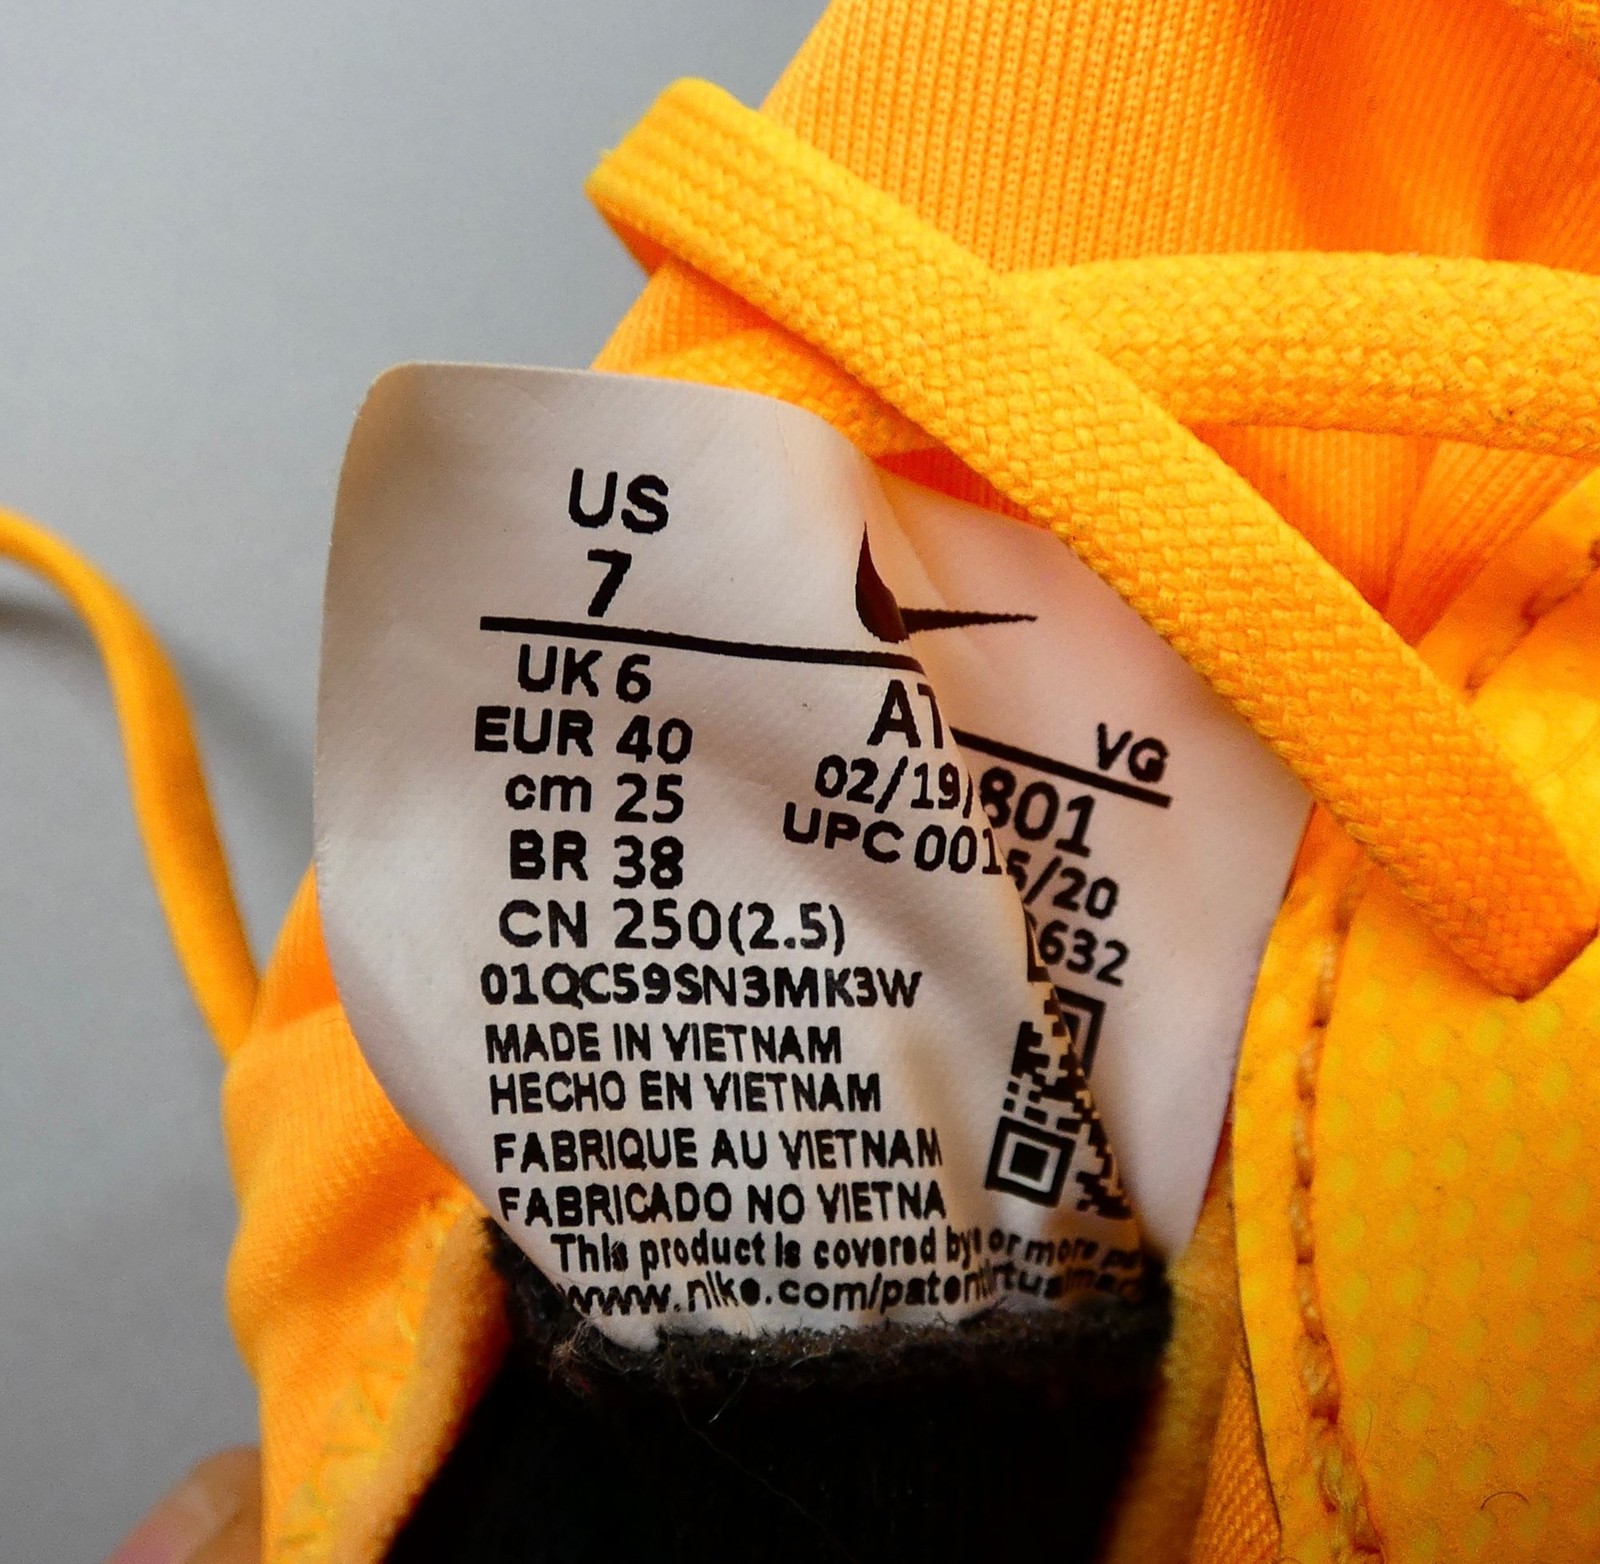 US
7
VG
UK 6
EUR 40
cm 25
BR 38
CN 250(2.5)
01QC59SN3MK3W
MADE IN VIETNAM
HECHO EN VIETNAM
FABRIQUE AU VIETNAM
FABRICADO NO VIETNA
AT 801
02/19/ 5/20
UPC 001 632
This product is covered by or more
www.nike.com/patent